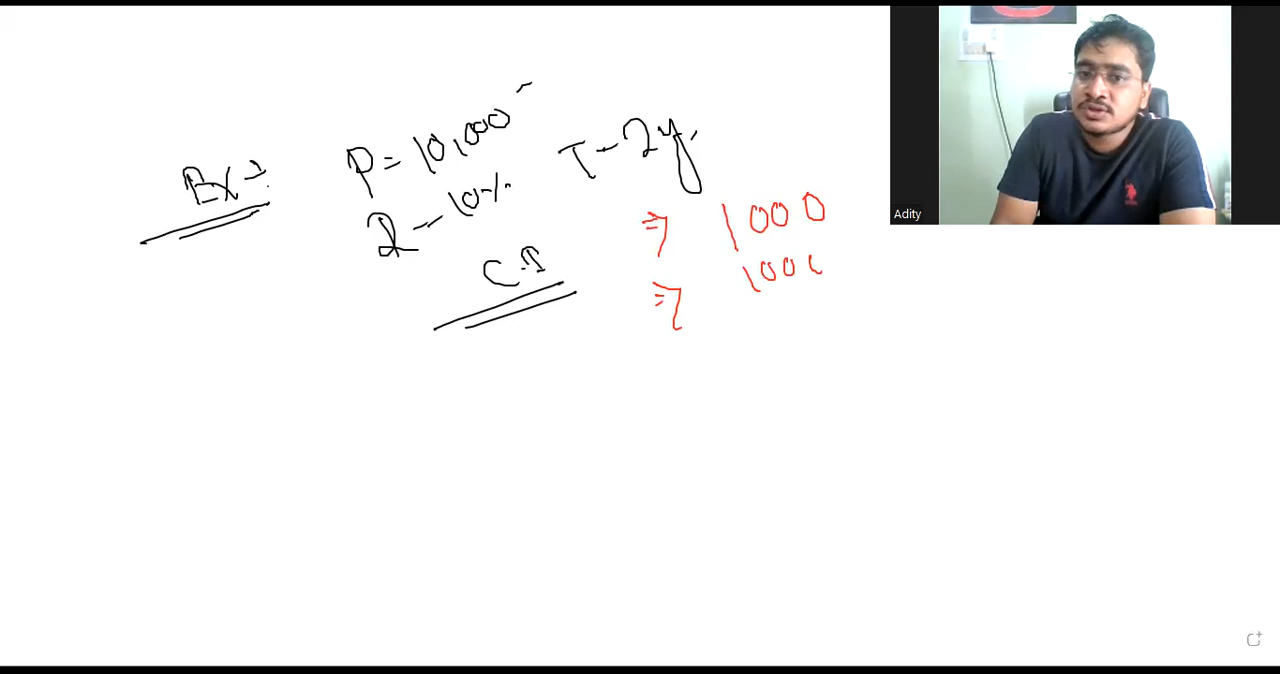 Ex⇒ P = 10,000 T - 2y.
R - 10%
C.I
⇒ 1000
⇒ 1000
Adity